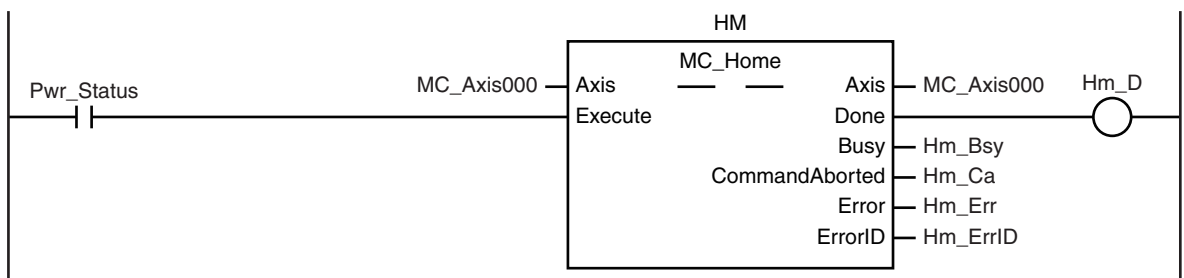 HM
MC_Home
Pwr_Status
MC_Axis000 Axis Axis MC_Axis000 Hm_D
Execute Done
Busy Hm_Bsy
CommandAborted Hm_Ca
Error Hm_Err
ErrorID Hm_ErrID